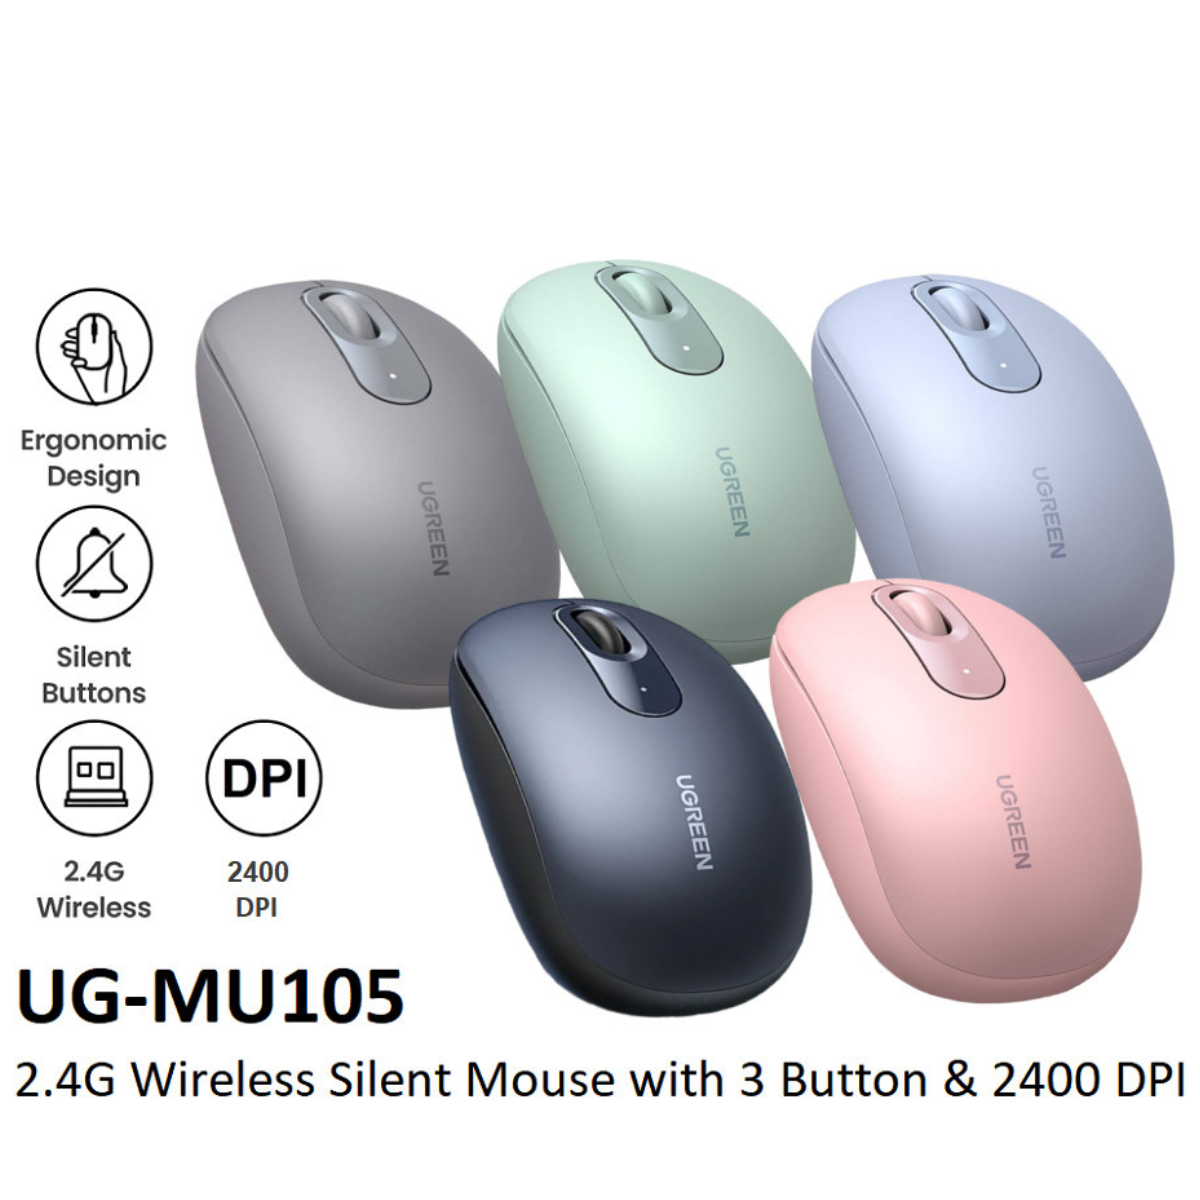 Ergonomic
Design
Silent
Buttons
2.4G
Wireless
DPI
2400
DPI
UGREEN
UGREEN
UGREEN
UGREEN
UGREEN
UG-MU105
2.4G Wireless Silent Mouse with 3 Button & 2400 DPI